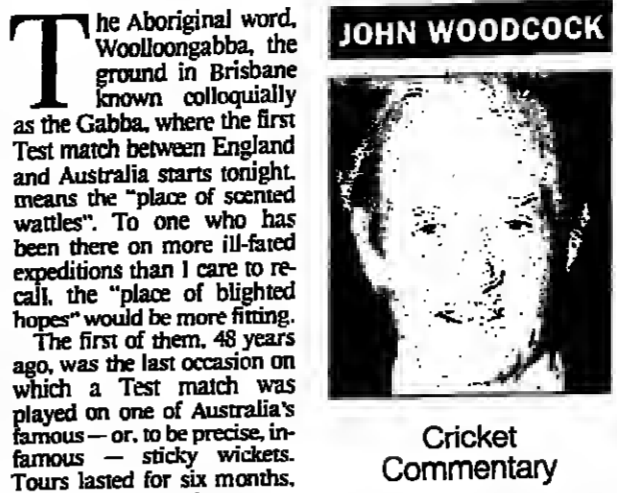 The Aboriginal word,
Woolloongabba, the
ground in Brisbane
known colloquially
as the Gabba, where the first
Test match between England
and Australia starts tonight.
means the "place of scented
wattles". To one who has
been there on more ill-fated
expeditions than I care to re-
call, the "place of blighted
hopes" would be more fitting.
The first of them, 48 years
ago, was the last occasion on
which a Test match was
played on one of Australia's
famous — or, to be precise, in-
famous — sticky wickets.
Tours lasted for six months,
JOHN WOODCOCK
Cricket
Commentary